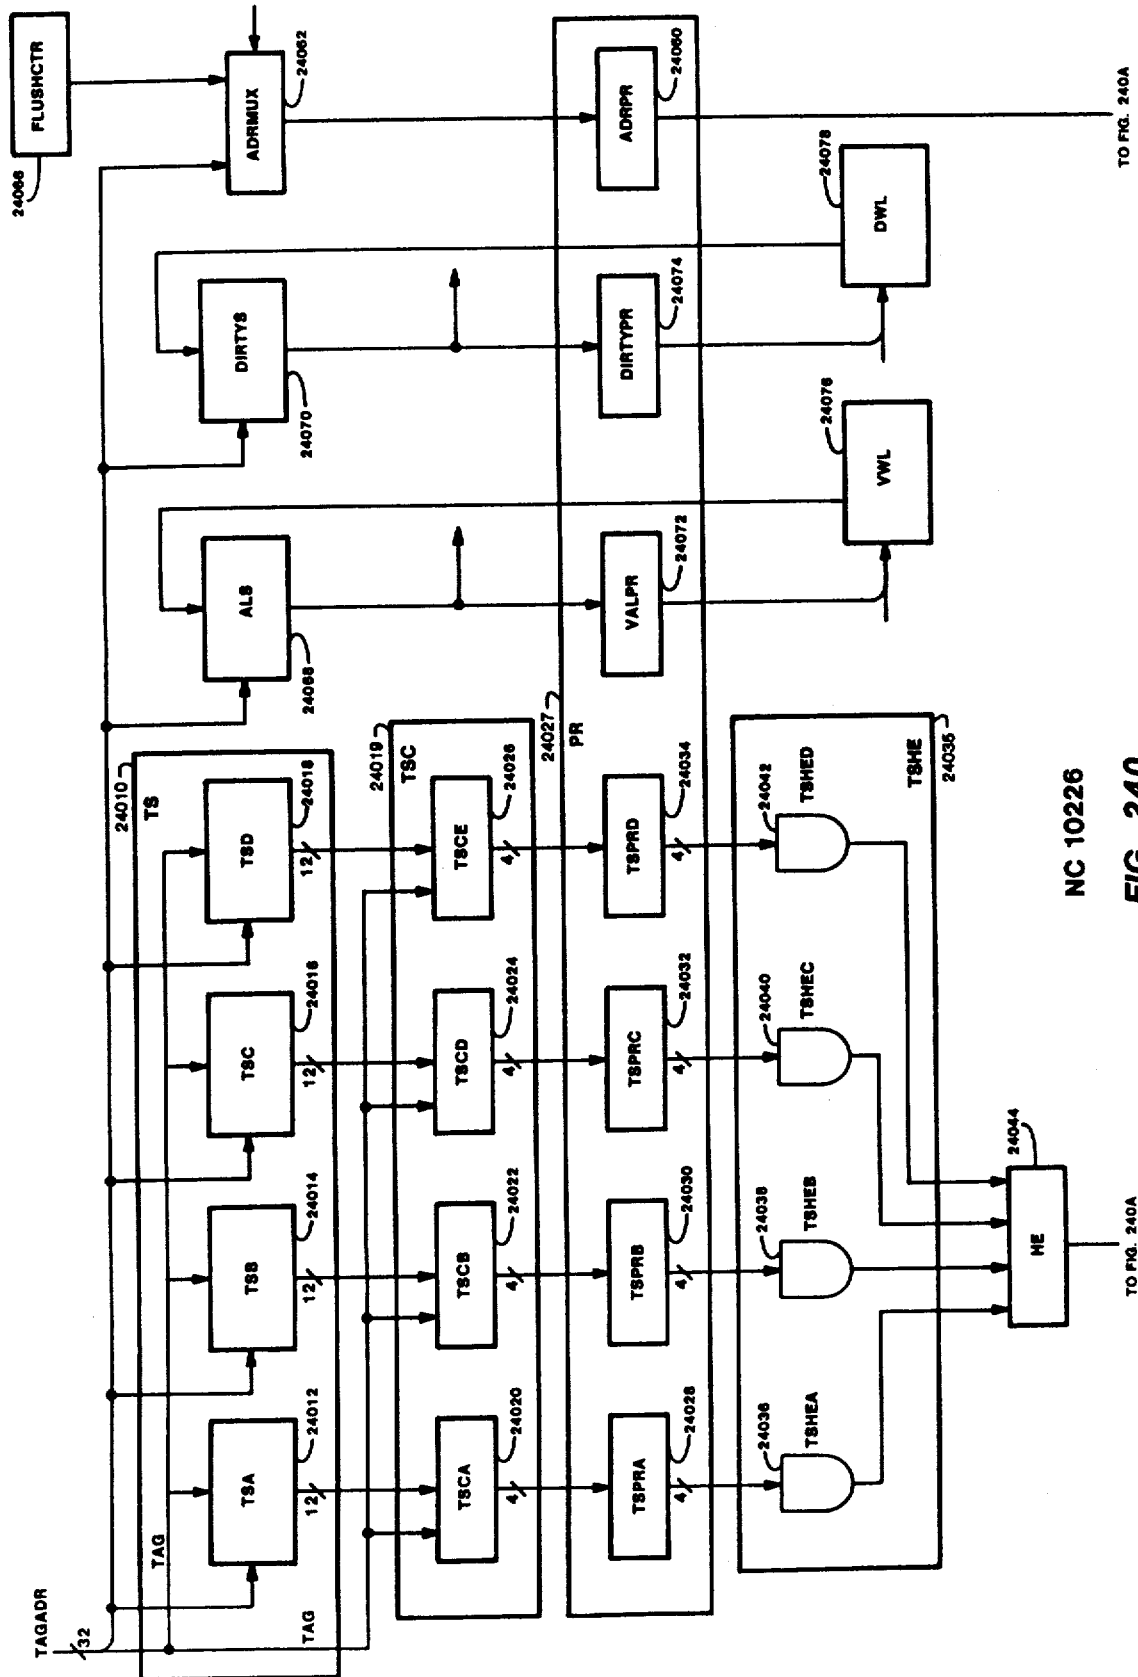 TAGADR
32
FLUSHCTR
24066
24010
TS
TAG
TSA
24012
12
TSB
24014
12
TSC
24016
12
TSD
24018
12
ALS
24068
DIRTYS
24070
ADRMUX
24062
TAG
24019
TSC
TSCA
24020
4
TSCB
24022
4
TSCD
24024
4
TSCE
24026
4
24027
PR
TSPRA
24028
4
TSPRB
24030
4
TSPRC
24032
4
TSPRD
24034
4
VALPR
24072
DIRTYPR
24074
ADRPR
24060
24036
TSHEA
24038
TSHEB
24040
TSHEC
24042
TSHED
TSHE
24035
VWL
24076
DWL
24078
HE
24044
TO FIG. 240A
TO FIG. 240A
NC 10226
FIG. 240